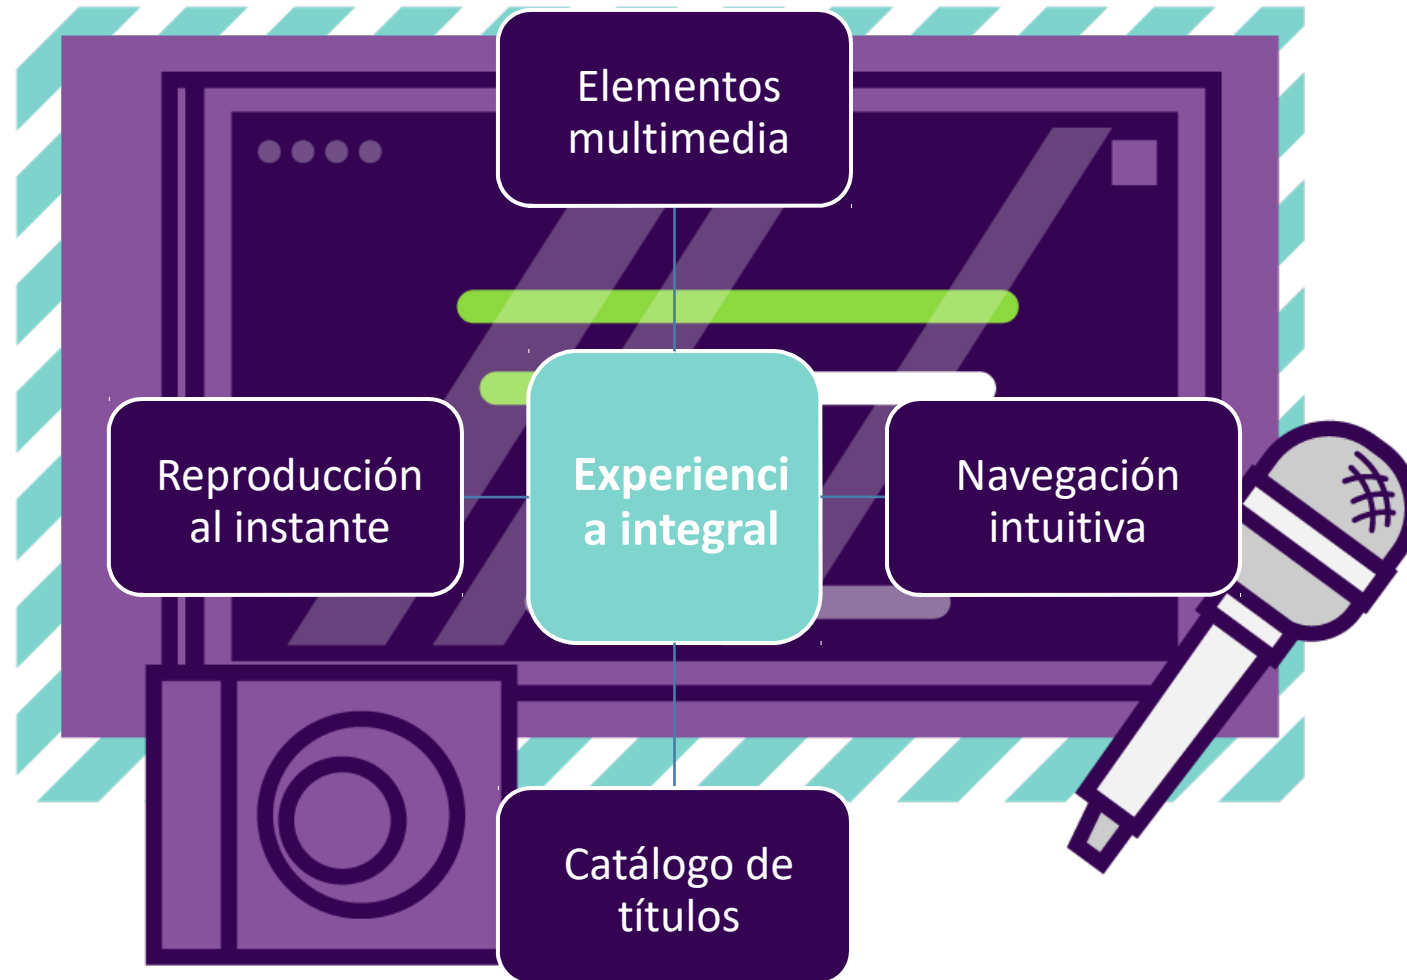 Elementos
multimedia
Reproducción
al instante
Experienci
a integral
Navegación
intuitiva
Catálogo de
títulos